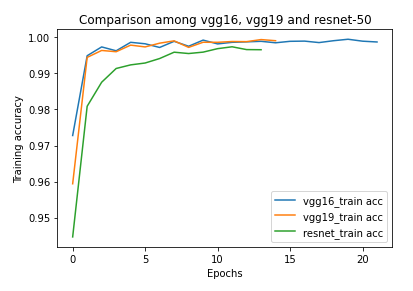 Comparison among vgg16, vgg19 and resnet-50
1.00
0.99
0.98
0.97
0.96
0.95
Training accuracy
0
5
10
15
20
Epochs
vgg16_train acc
vgg19_train acc
resnet_train acc